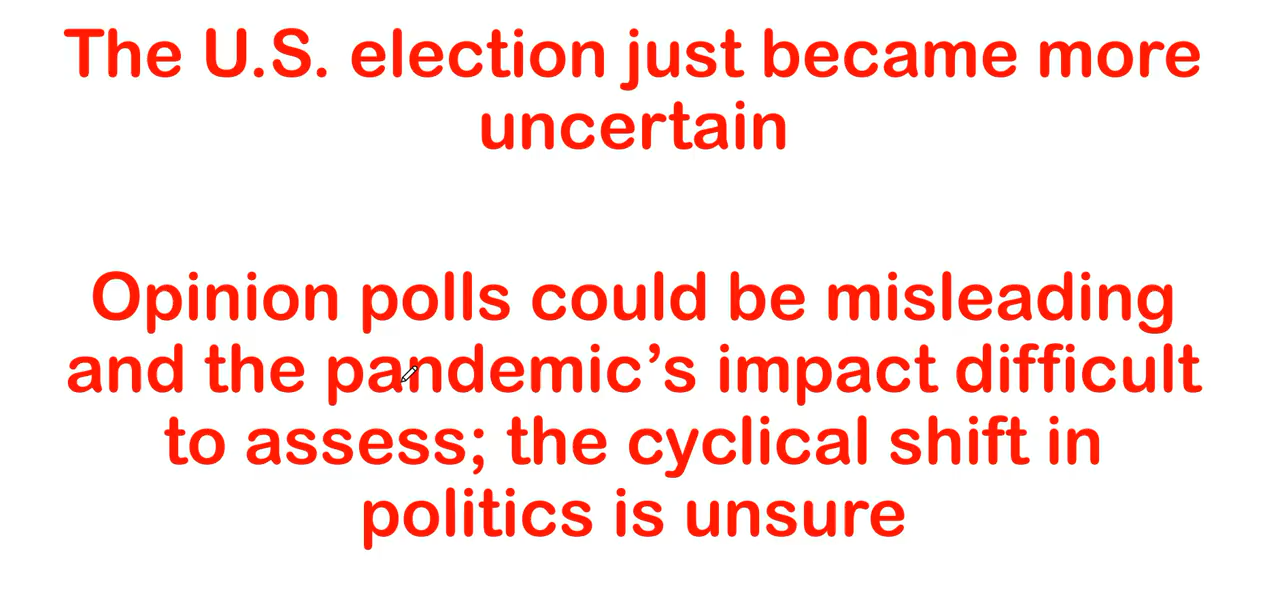 The U.S. election just became more
uncertain
Opinion polls could be misleading
and the pandemic’s impact difficult
to assess; the cyclical shift in
politics is unsure